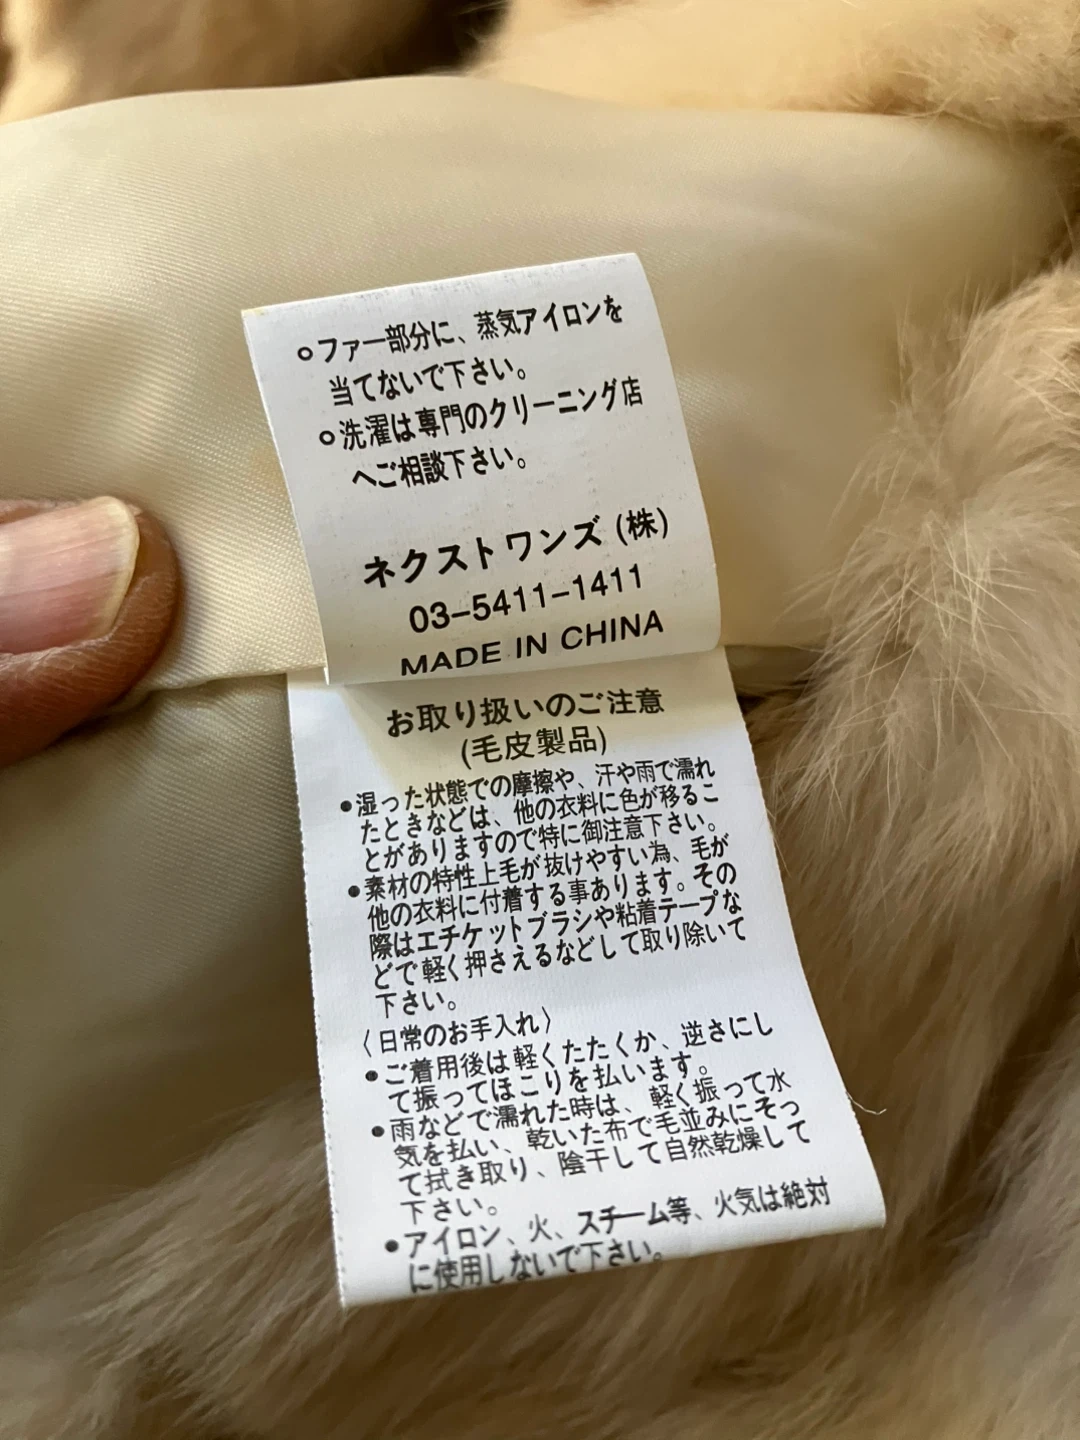 ○ファー部分に、蒸気アイロンを
当てないで下さい。
○洗濯は専門のクリーニング店
へご相談下さい。
ネクストワンズ(株)
03-5411-1411
MADE IN CHINA
お取り扱いのご注意
(毛皮製品)
●湿った状態での摩擦や、汗や雨で濡れ
たときなどは、他の衣料に色が移るこ
とがありますので特に御注意下さい。
●素材の特性上毛が抜けやすい為、毛が
他の衣料に付着する事あります。その
際はエチケットブラシや粘着テープな
どで軽く押さえるなどして取り除いて
下さい。
〈日常のお手入れ〉
●ご着用後は軽くたたくか、逆さにし
て振ってほこりを払います。
●雨などで濡れた時は、軽く振って水
気を払い、乾いた布で毛並みにそっ
て拭き取り、陰干しして自然乾燥して
下さい。
●アイロン、火、スチーム等、火気は絶対
に使用しないで下さい。